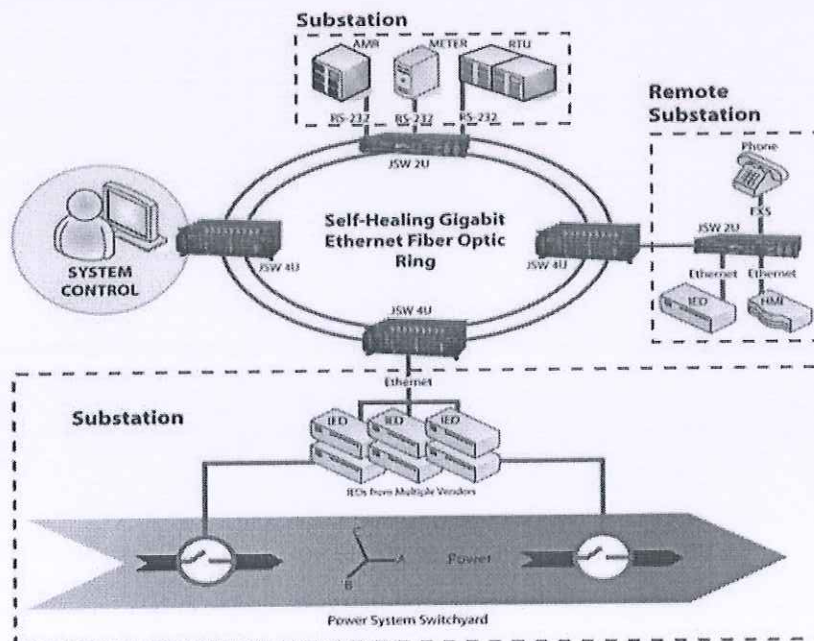 Substation
AMR
METER
RTU
RS-232
RS-232
RS-232
JSW 2U
Remote
Substation
Phone
FXS
JSW 2U
Ethernet
Ethernet
IED
HMI
Self-Healing Gigabit
Ethernet Fiber Optic
Ring
SYSTEM
CONTROL
JSW 4U
JSW 4U
JSW 4U
Ethernet
Substation
IED
IED
IED
IEDs from Multiple Vendors
C
A
B
Power
Power System Switchyard